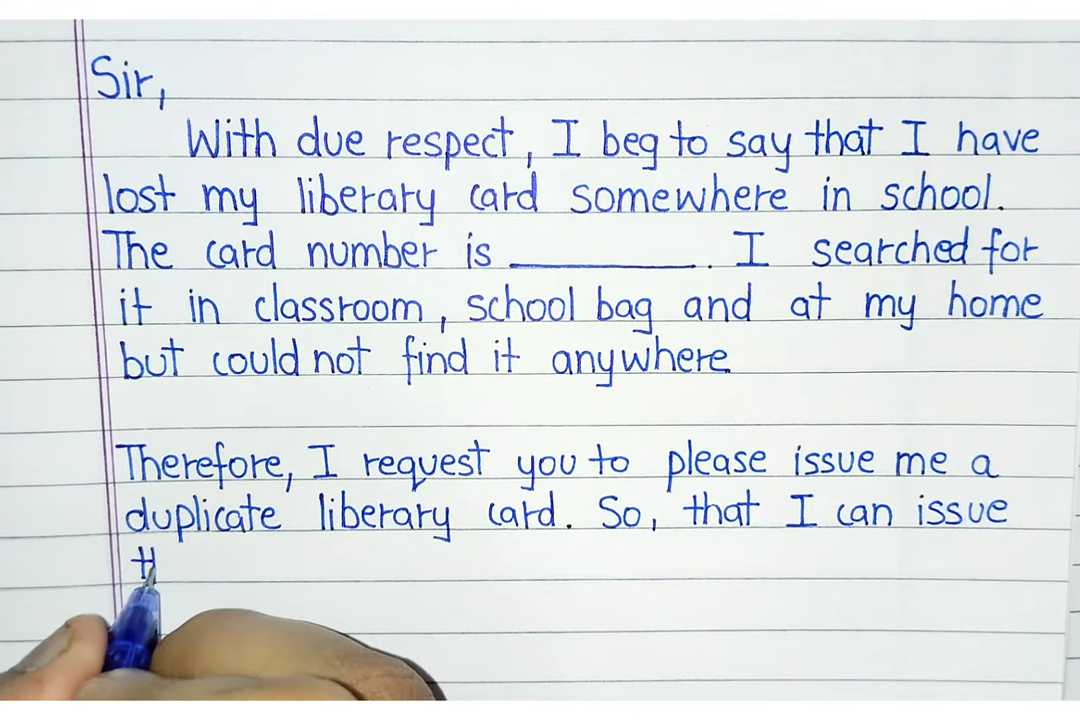 Sir,
With due respect, I beg to say that I have
lost my liberary card somewhere in school.
The card number is ________. I searched for
it in classroom, school bag and at my home
but could not find it anywhere
Therefore, I request you to please issue me a
duplicate liberary card. So, that I can issue